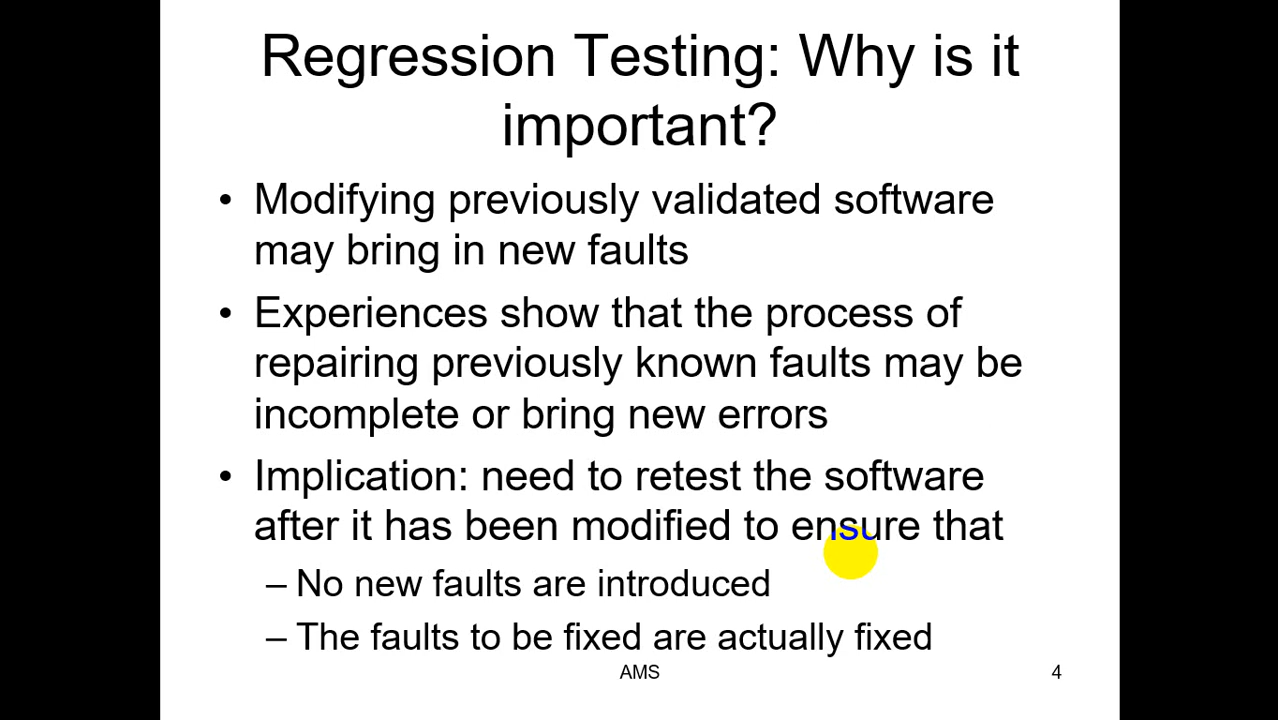 Regression Testing: Why is it
important?
• Modifying previously validated software
may bring in new faults
• Experiences show that the process of
repairing previously known faults may be
incomplete or bring new errors
• Implication: need to retest the software
after it has been modified to ensure that
– No new faults are introduced
– The faults to be fixed are actually fixed
AMS
4